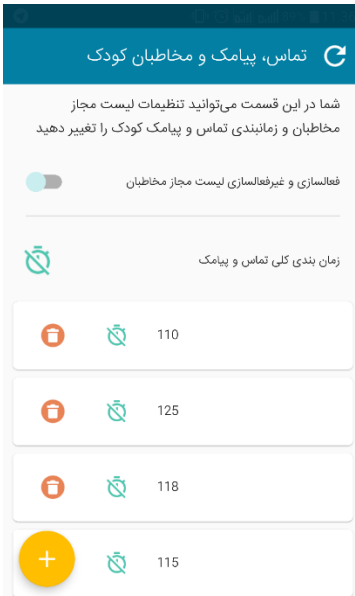 تماس، پیامک و مخاطبان کودک
شما در این قسمت می‌توانید تنظیمات لیست مجاز
مخاطبان و زمانبندی تماس و پیامک کودک را تغییر دهید
فعالسازی و غیرفعالسازی لیست مجاز مخاطبان
زمان بندی کلی تماس و پیامک
110
125
118
115